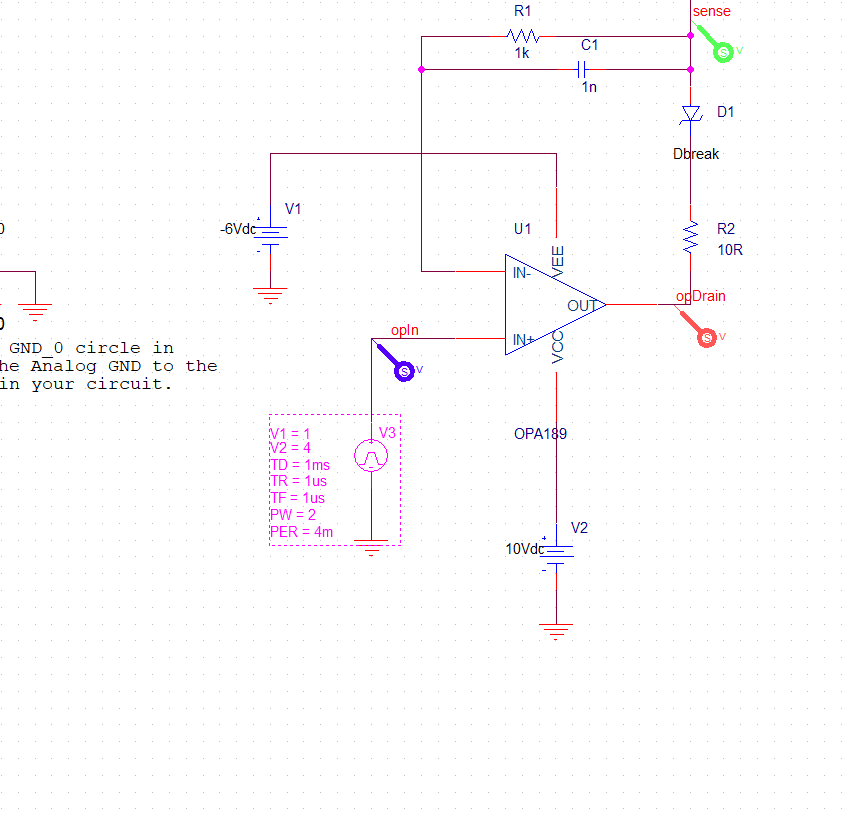 sense
R1
C1
V
1k
1n
D1
Dbreak
V1
0
-6Vdc
U1
R2
10R
VEE
IN-
OUT
opDrain
opIn
IN+
VCC
0
V
GND_0 circle in
he Analog GND to the
in your circuit.
V
V1 = 1
V2 = 4
TD = 1ms
TR = 1us
TF = 1us
PW = 2
PER = 4m
V3
OPA189
V2
10Vdc
S
S
S